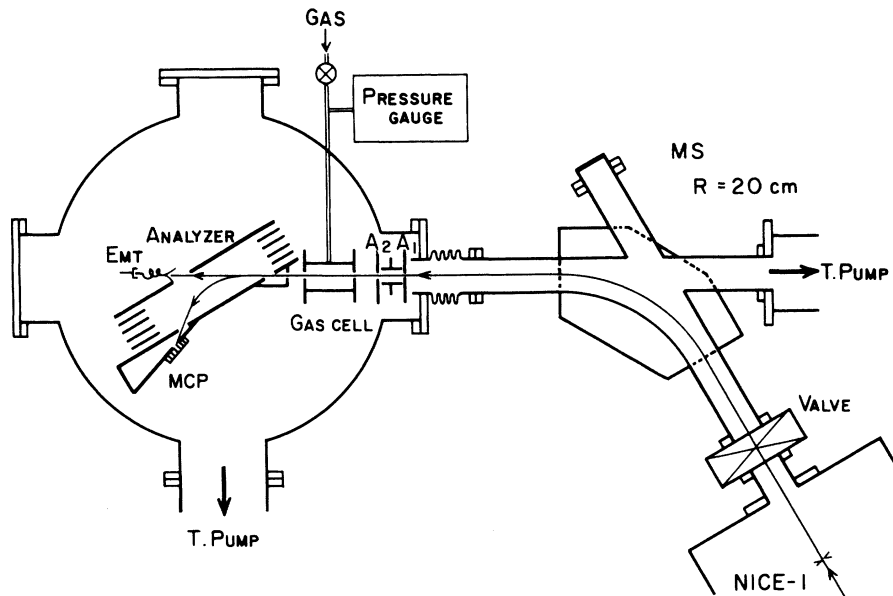 GAS
PRESSURE
GAUGE
MS
R = 20 cm
ANALYZER
EMT
A2 A1
T. PUMP
GAS CELL
MCP
VALVE
T. PUMP
NICE-1